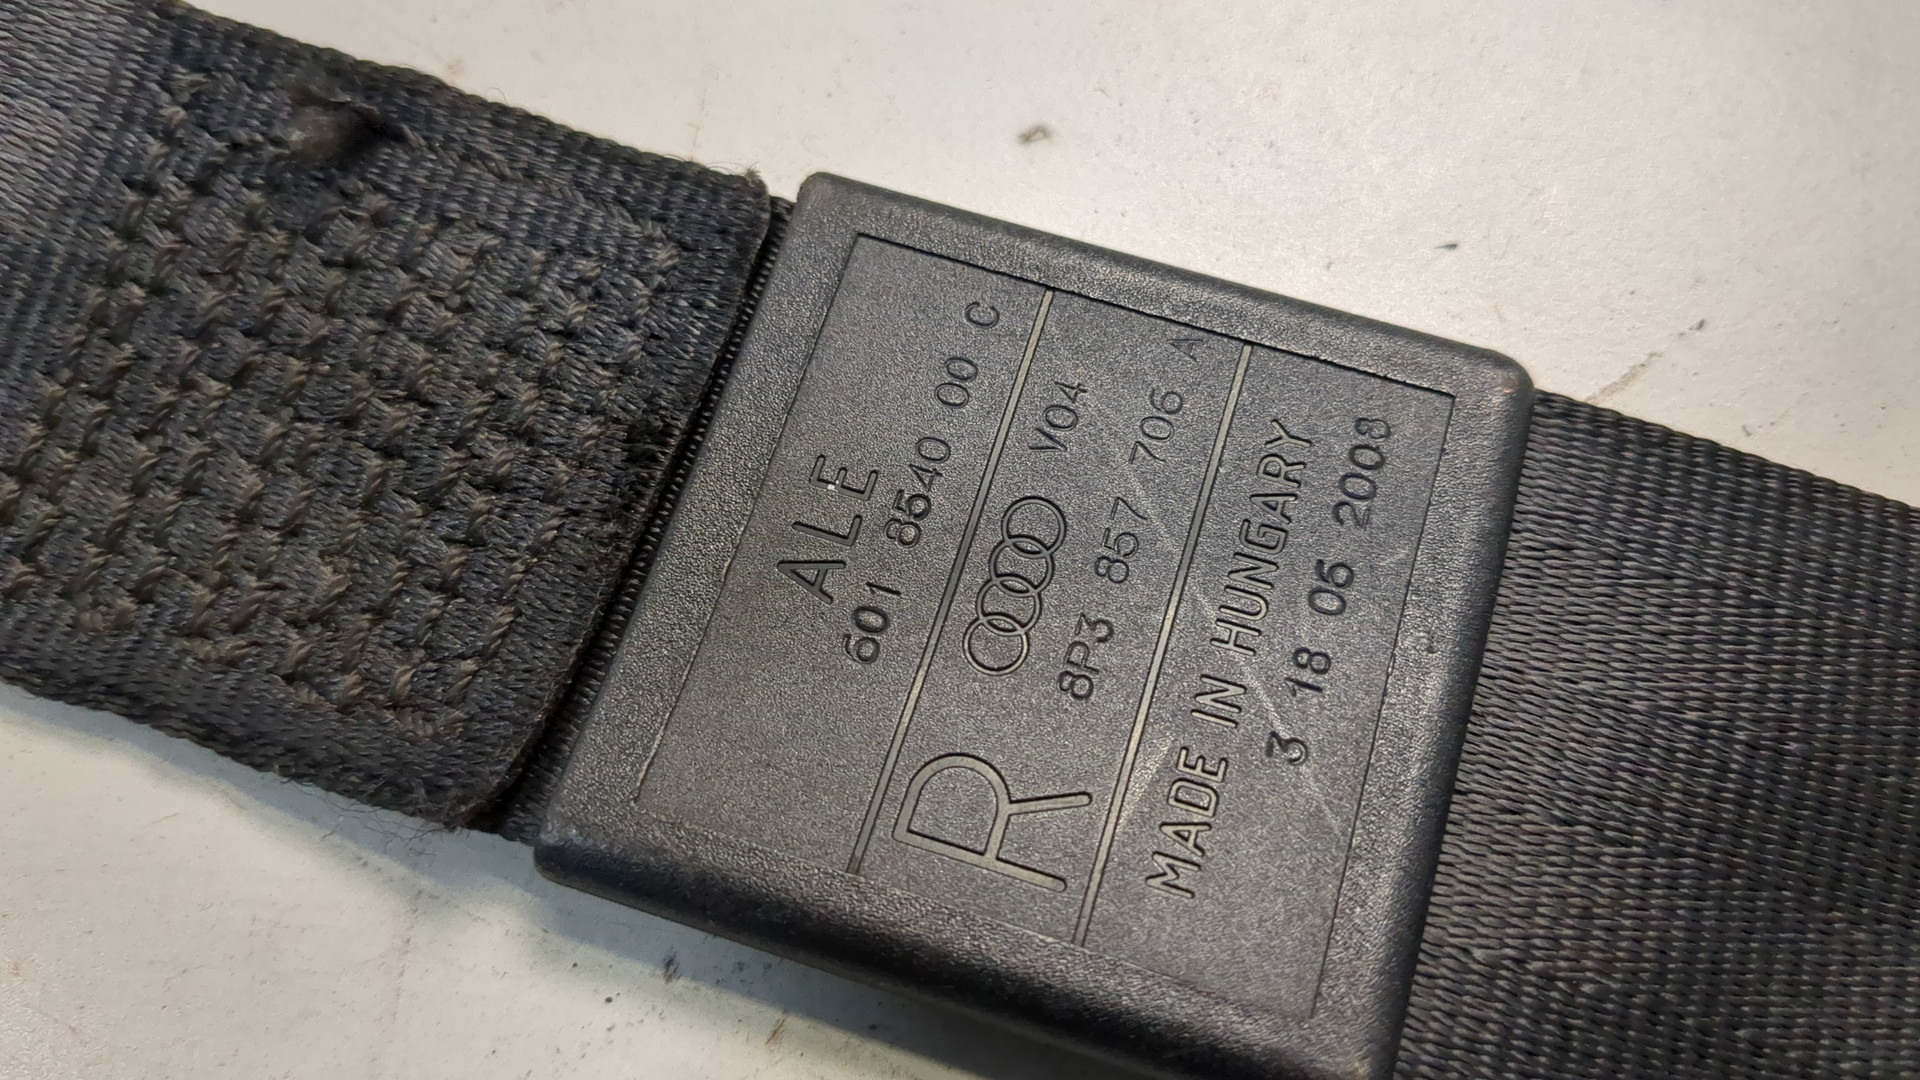 ALE
601 8540 00 C
V04
8P3 857 706 A
R
MADE IN HUNGARY
3 18 05 2008